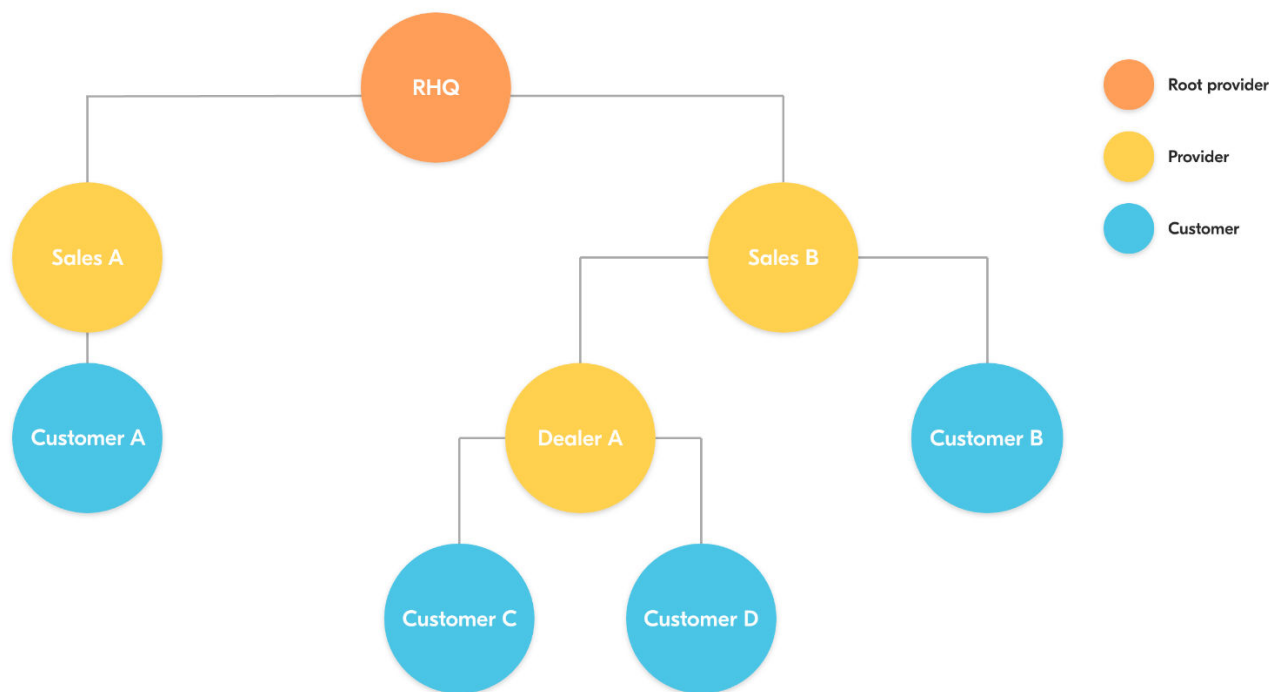 RHQ
Root provider
Provider
Customer
Sales A
Sales B
Customer A
Dealer A
Customer B
Customer C
Customer D